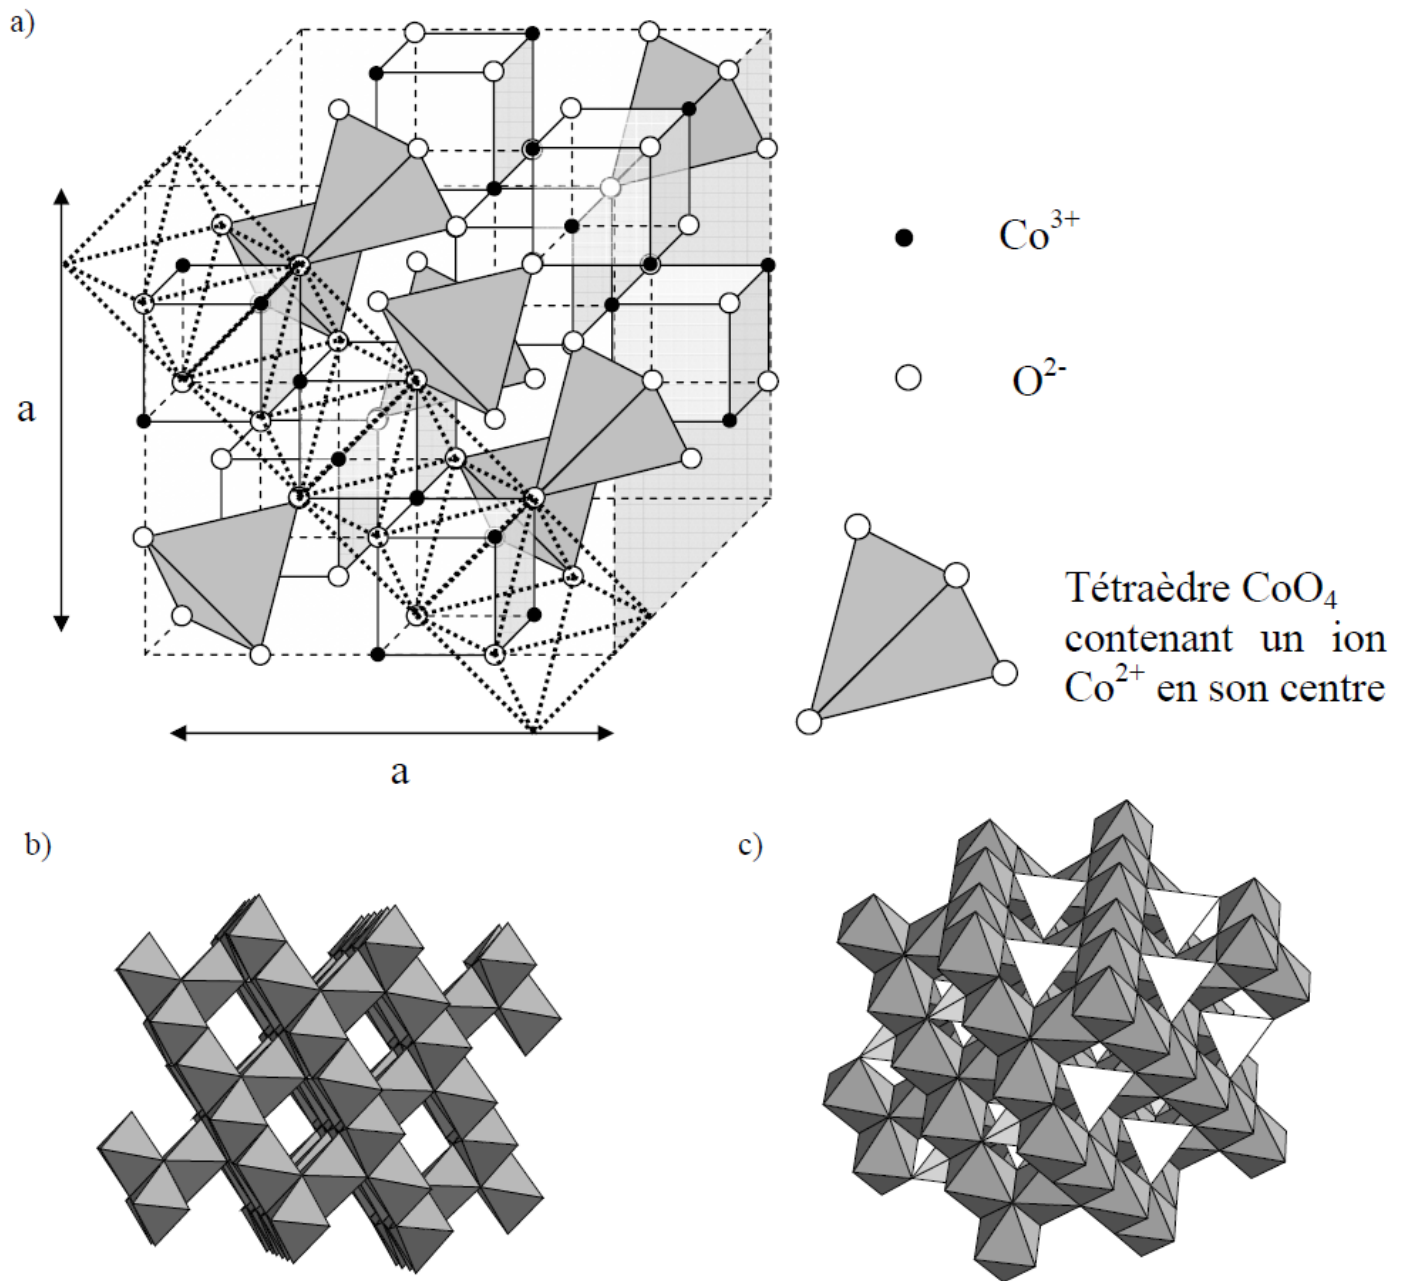 a)
Co3+
O2-
a
Tétraèdre CoO4
contenant un ion
Co2+ en son centre
a
b)
c)